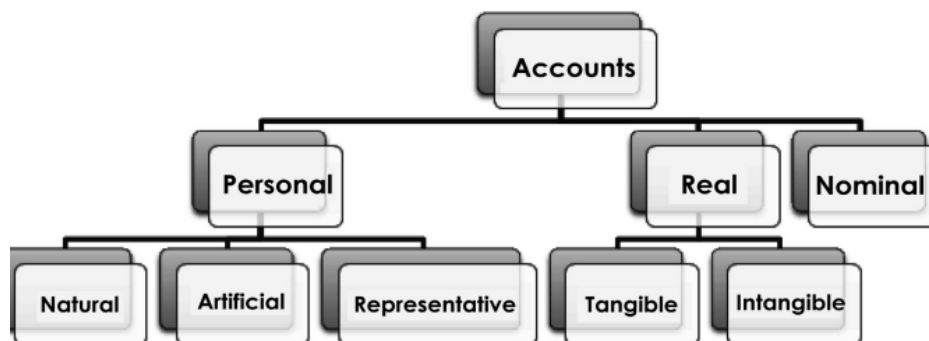 Accounts
Personal
Real
Nominal
Natural
Artificial
Representative
Tangible
Intangible